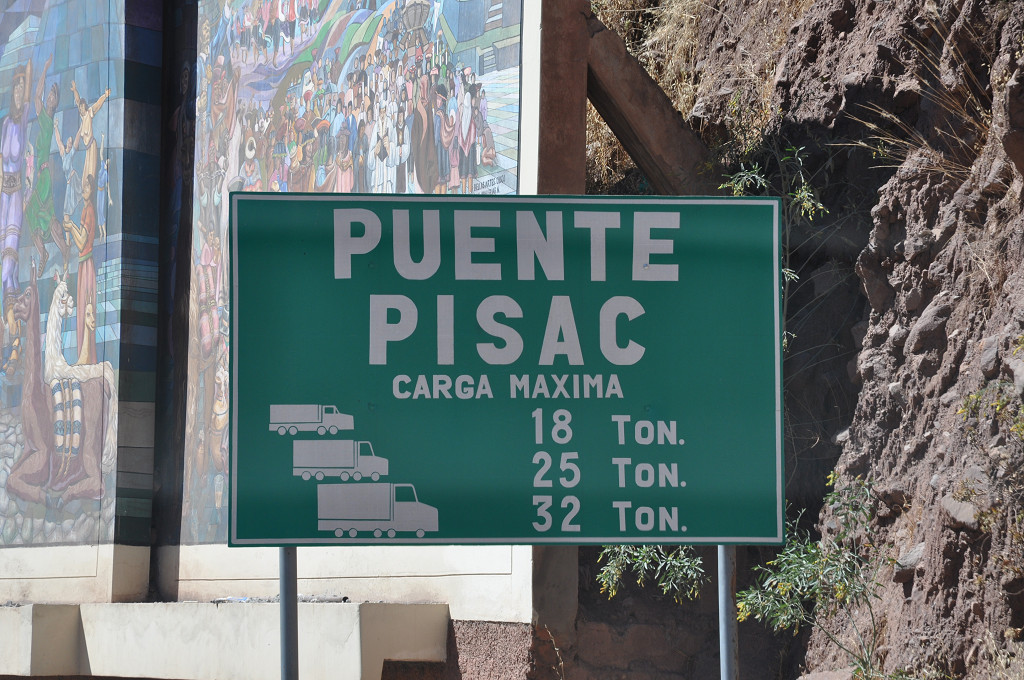 PUENTE
PISAC
CARGA MAXIMA
18 TON.
25 TON.
32 TON.